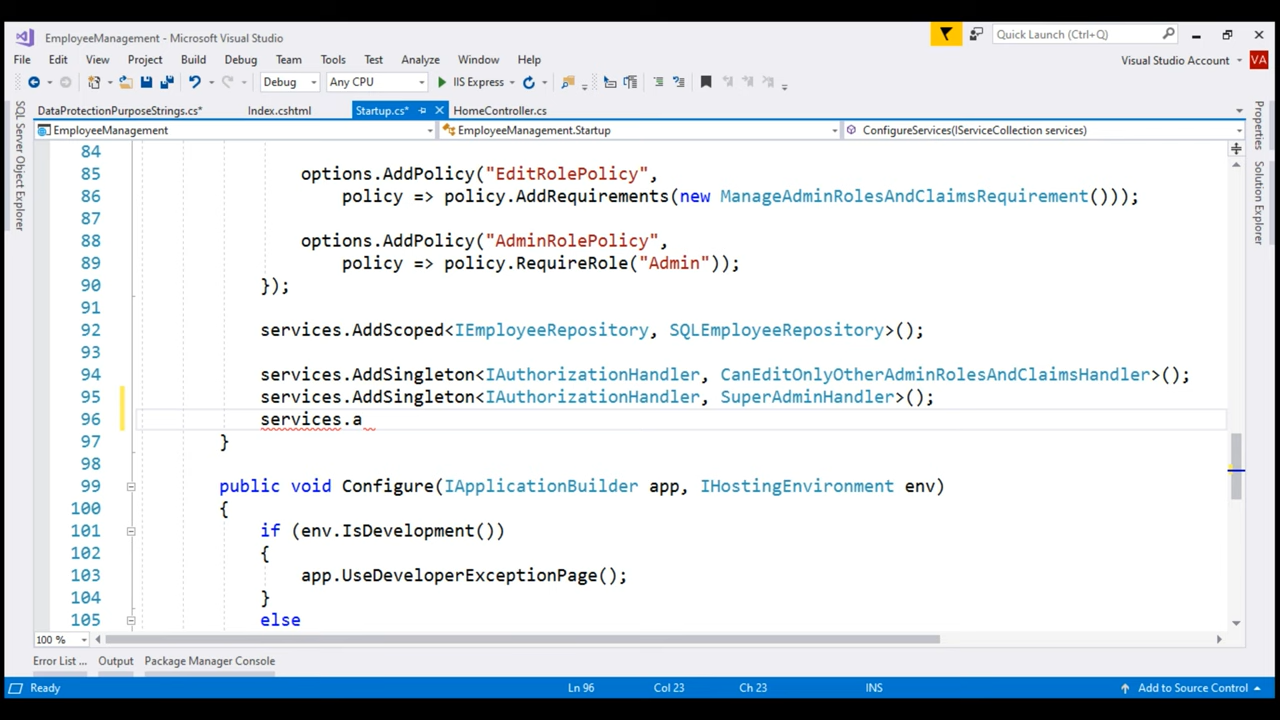 EmployeeManagement - Microsoft Visual Studio
Quick Launch (Ctrl+Q)
File Edit View Project Build Debug Team Tools Test Analyze Window Help
Visual Studio Account VA
Debug Any CPU IIS Express
DataProtectionPurposeStrings.cs* Index.cshtml Startup.cs* HomeController.cs
EmployeeManagement EmployeeManagement.Startup ConfigureServices(IServiceCollection services)
SQL Server Object Explorer
Properties
Solution Explorer
84
85 options.AddPolicy("EditRolePolicy",
86 policy => policy.AddRequirements(new ManageAdminRolesAndClaimsRequirement()));
87
88 options.AddPolicy("AdminRolePolicy",
89 policy => policy.RequireRole("Admin"));
90 });
91
92 services.AddScoped<IEmployeeRepository, SQLEmployeeRepository>();
93
94 services.AddSingleton<IAuthorizationHandler, CanEditOnlyOtherAdminRolesAndClaimsHandler>();
95 services.AddSingleton<IAuthorizationHandler, SuperAdminHandler>();
96 services.a
97 }
98
99 public void Configure(IApplicationBuilder app, IHostingEnvironment env)
100 {
101 if (env.IsDevelopment())
102 {
103 app.UseDeveloperExceptionPage();
104 }
105 else
100 %
Error List ... Output Package Manager Console
Ready Ln 96 Col 23 Ch 23 INS Add to Source Control